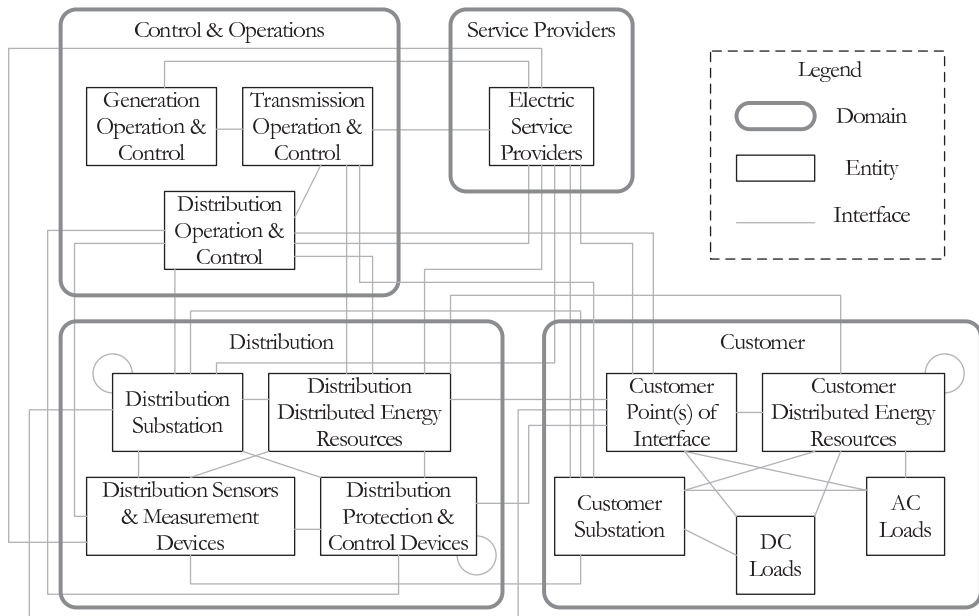 Control & Operations
Generation
Operation &
Control
Transmission
Operation &
Control
Distribution
Operation &
Control
Service Providers
Electric
Service
Providers
Legend
Domain
Entity
Interface
Distribution
Distribution
Substation
Distribution
Distributed Energy
Resources
Distribution Sensors
& Measurement
Devices
Distribution
Protection &
Control Devices
Customer
Customer
Point(s) of
Interface
Customer
Distributed Energy
Resources
Customer
Substation
DC
Loads
AC
Loads